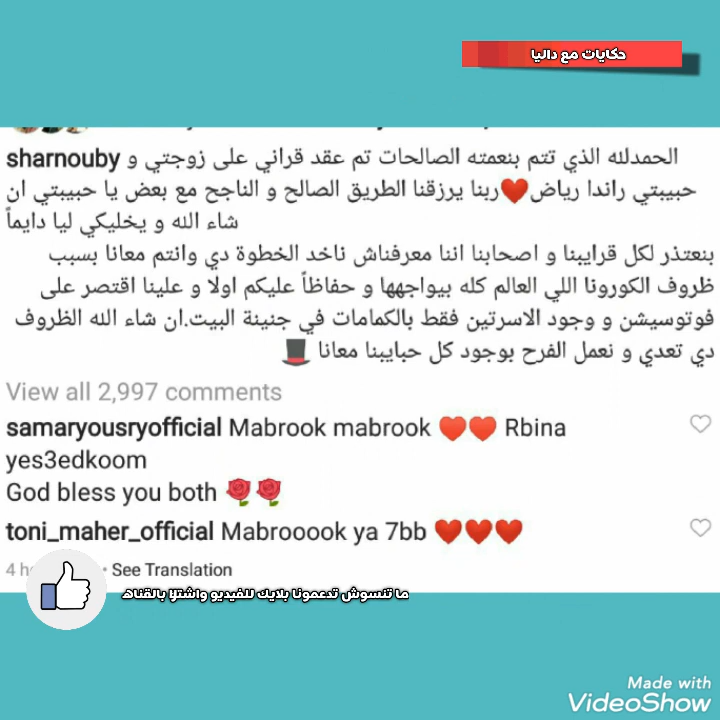 حكايات مع داليا
sharnouby الحمدلله الذي تتم بنعمته الصالحات تم عقد قراني على زوجتي و
حبيبتي راندا رياض❤️ربنا يرزقنا الطريق الصالح و الناجح مع بعض يا حبيبتي ان
شاء الله و يخليكي ليا دايماً
بنعتذر لكل قرايبنا و اصحابنا اننا معرفناش ناخد الخطوة دي وانتم معانا بسبب
ظروف الكورونا اللي العالم كله بيواجهها و حفاظاً عليكم اولا و علينا اقتصر على
فوتوسيشن و وجود الاسرتين فقط بالكمامات في جنينة البيت.ان شاء الله الظروف
دي تعدي و نعمل الفرح بوجود كل حبايبنا معانا 🎩
View all 2,997 comments
samaryousryofficial Mabrook mabrook ❤️❤️ Rbina
yes3edkoom
God bless you both 🌹🌹
toni_maher_official Mabrooook ya 7bb ❤️❤️❤️
4 h • See Translation
ما تنسوش تدعمونا بلايك للفيديو واشترا بالقناه
Made with
VideoShow